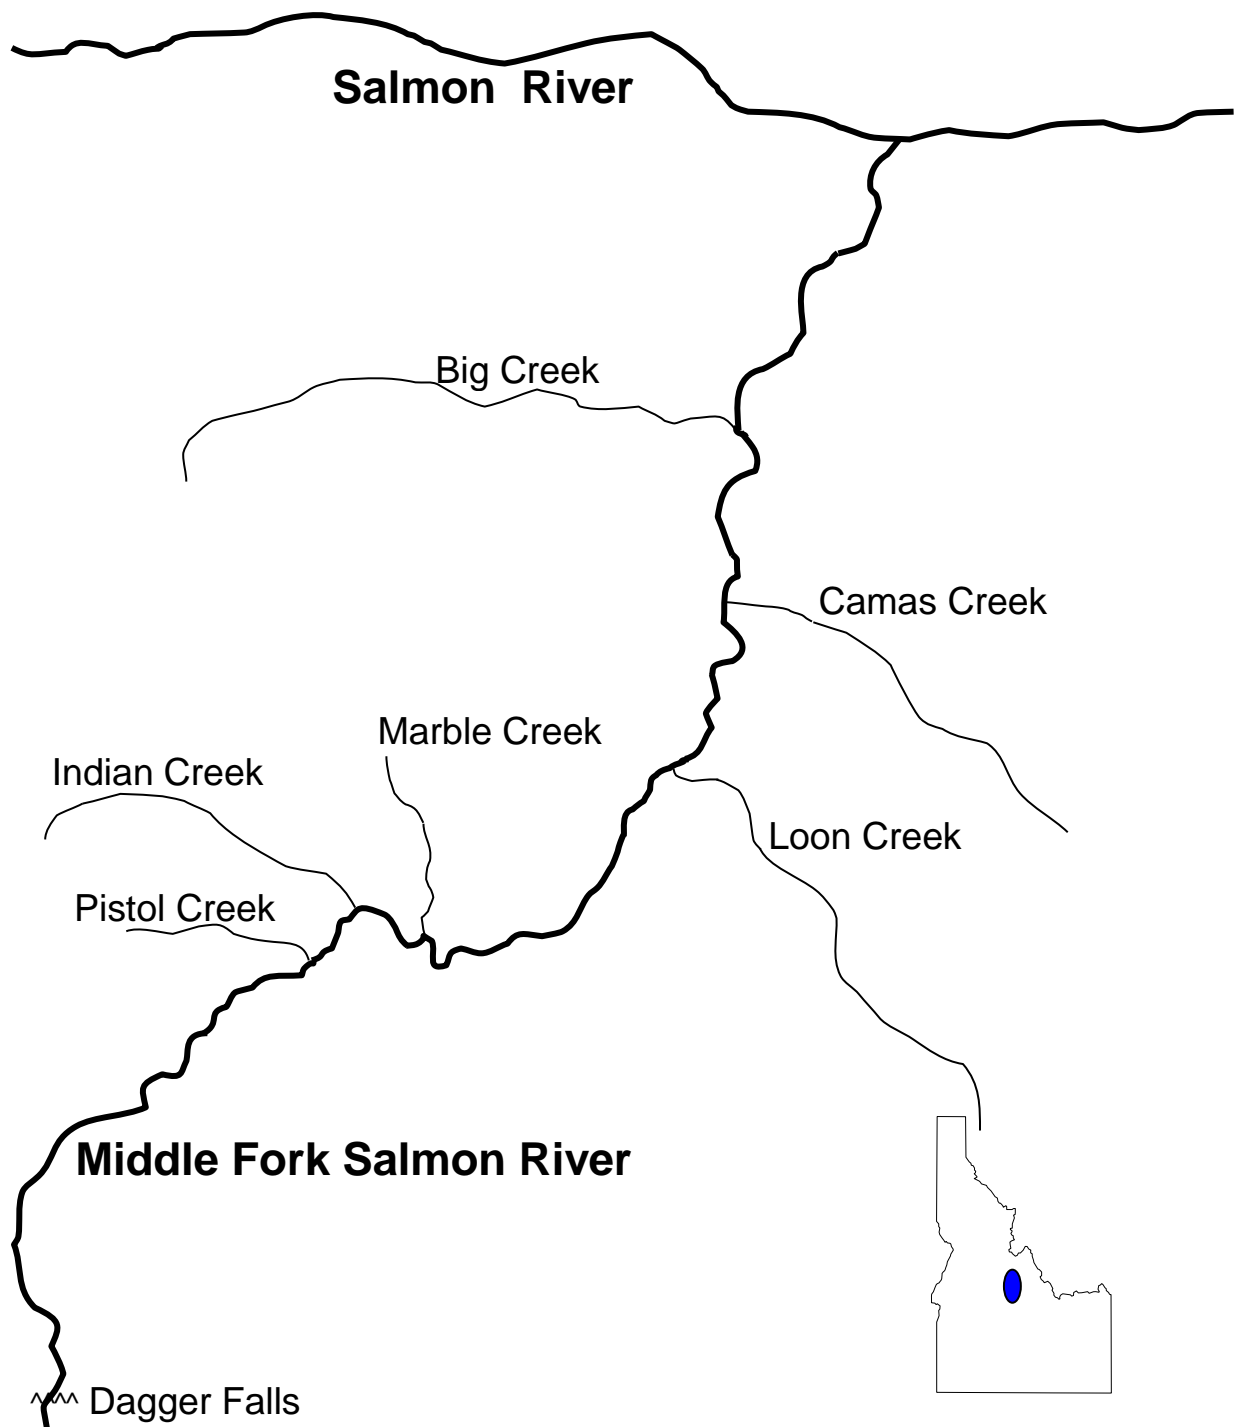 Salmon  River
Big Creek
Camas Creek
Marble Creek
Indian Creek
Loon Creek
Pistol Creek
Middle Fork Salmon River
Dagger Falls